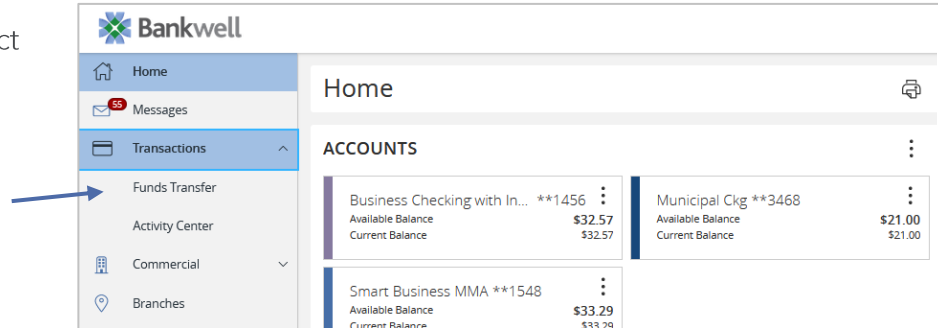 ct
Bankwell
Home
55
Messages
Transactions
Funds Transfer
Activity Center
Commercial
Branches
Home
ACCOUNTS
Business Checking with In... **1456
Available Balance $32.57
Current Balance $32.57
Municipal Ckg **3468
Available Balance $21.00
Current Balance $21.00
Smart Business MMA **1548
Available Balance $33.29
Current Balance $33.29